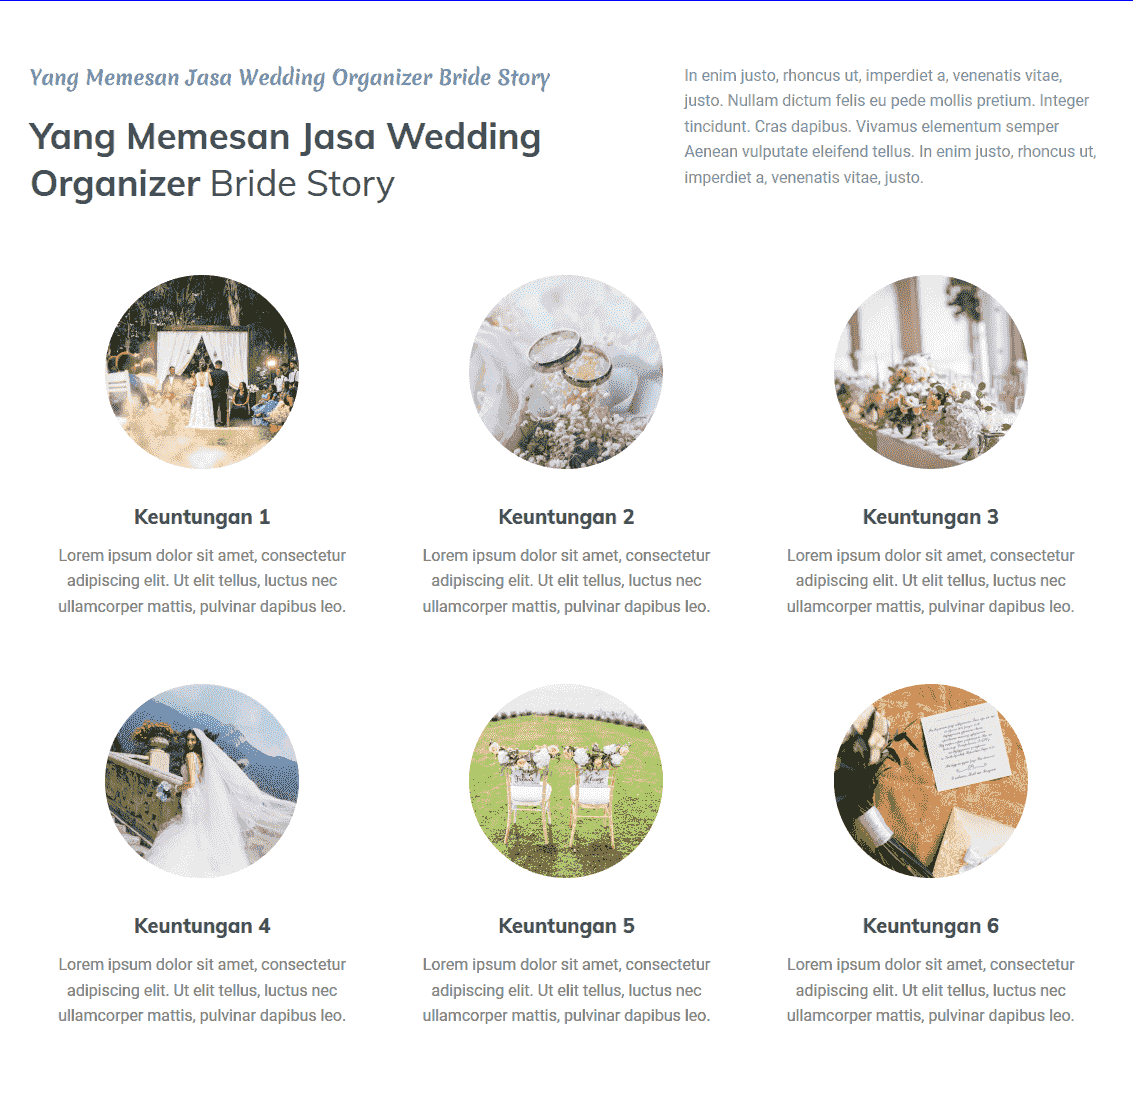 Yang Memesan Jasa Wedding Organizer Bride Story
Yang Memesan Jasa Wedding
Organizer Bride Story
In enim justo, rhoncus ut, imperdiet a, venenatis vitae,
justo. Nullam dictum felis eu pede mollis pretium. Integer
tincidunt. Cras dapibus. Vivamus elementum semper
Aenean vulputate eleifend tellus. In enim justo, rhoncus ut,
imperdiet a, venenatis vitae, justo.
Keuntungan 1
Lorem ipsum dolor sit amet, consectetur
adipiscing elit. Ut elit tellus, luctus nec
ullamcorper mattis, pulvinar dapibus leo.
Keuntungan 2
Lorem ipsum dolor sit amet, consectetur
adipiscing elit. Ut elit tellus, luctus nec
ullamcorper mattis, pulvinar dapibus leo.
Keuntungan 3
Lorem ipsum dolor sit amet, consectetur
adipiscing elit. Ut elit tellus, luctus nec
ullamcorper mattis, pulvinar dapibus leo.
Keuntungan 4
Lorem ipsum dolor sit amet, consectetur
adipiscing elit. Ut elit tellus, luctus nec
ullamcorper mattis, pulvinar dapibus leo.
Keuntungan 5
Lorem ipsum dolor sit amet, consectetur
adipiscing elit. Ut elit tellus, luctus nec
ullamcorper mattis, pulvinar dapibus leo.
Keuntungan 6
Lorem ipsum dolor sit amet, consectetur
adipiscing elit. Ut elit tellus, luctus nec
ullamcorper mattis, pulvinar dapibus leo.